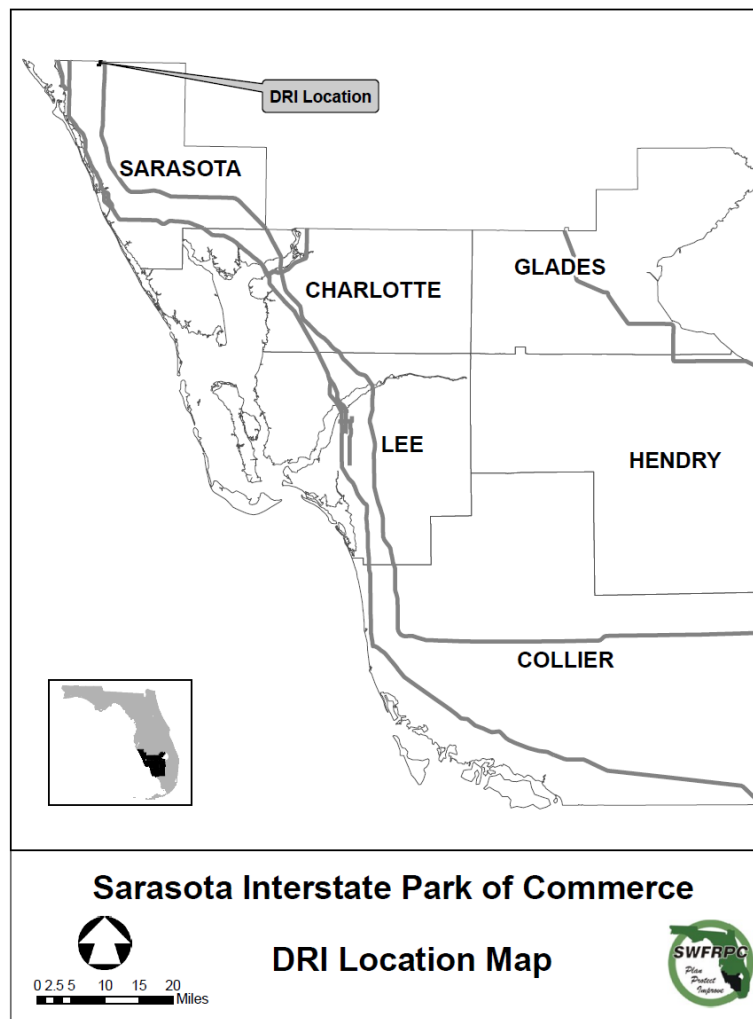 DRI Location
SARASOTA
CHARLOTTE
GLADES
LEE
HENDRY
COLLIER
Sarasota Interstate Park of Commerce
DRI Location Map
0 2.5 5 10 15 20
Miles
SWFRPC
Plan
Protect
Improve